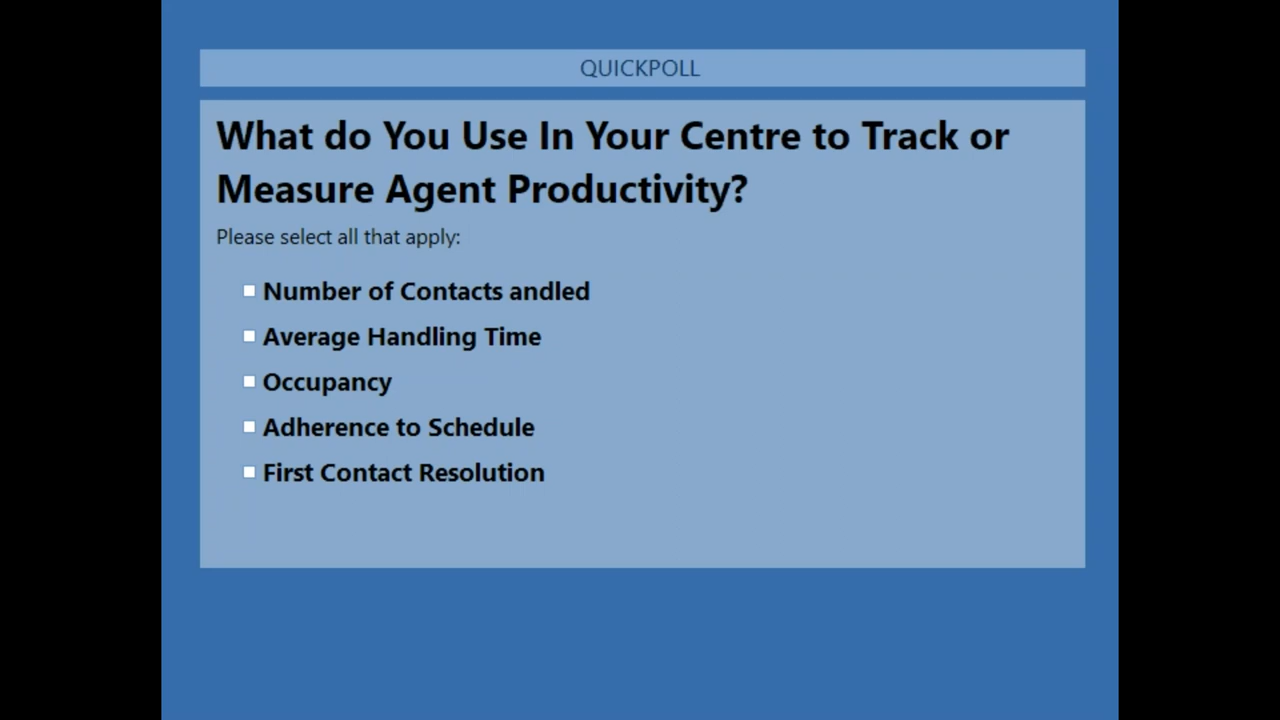 QUICKPOLL
What do You Use In Your Centre to Track or
Measure Agent Productivity?
Please select all that apply:
Number of Contacts andled
Average Handling Time
Occupancy
Adherence to Schedule
First Contact Resolution